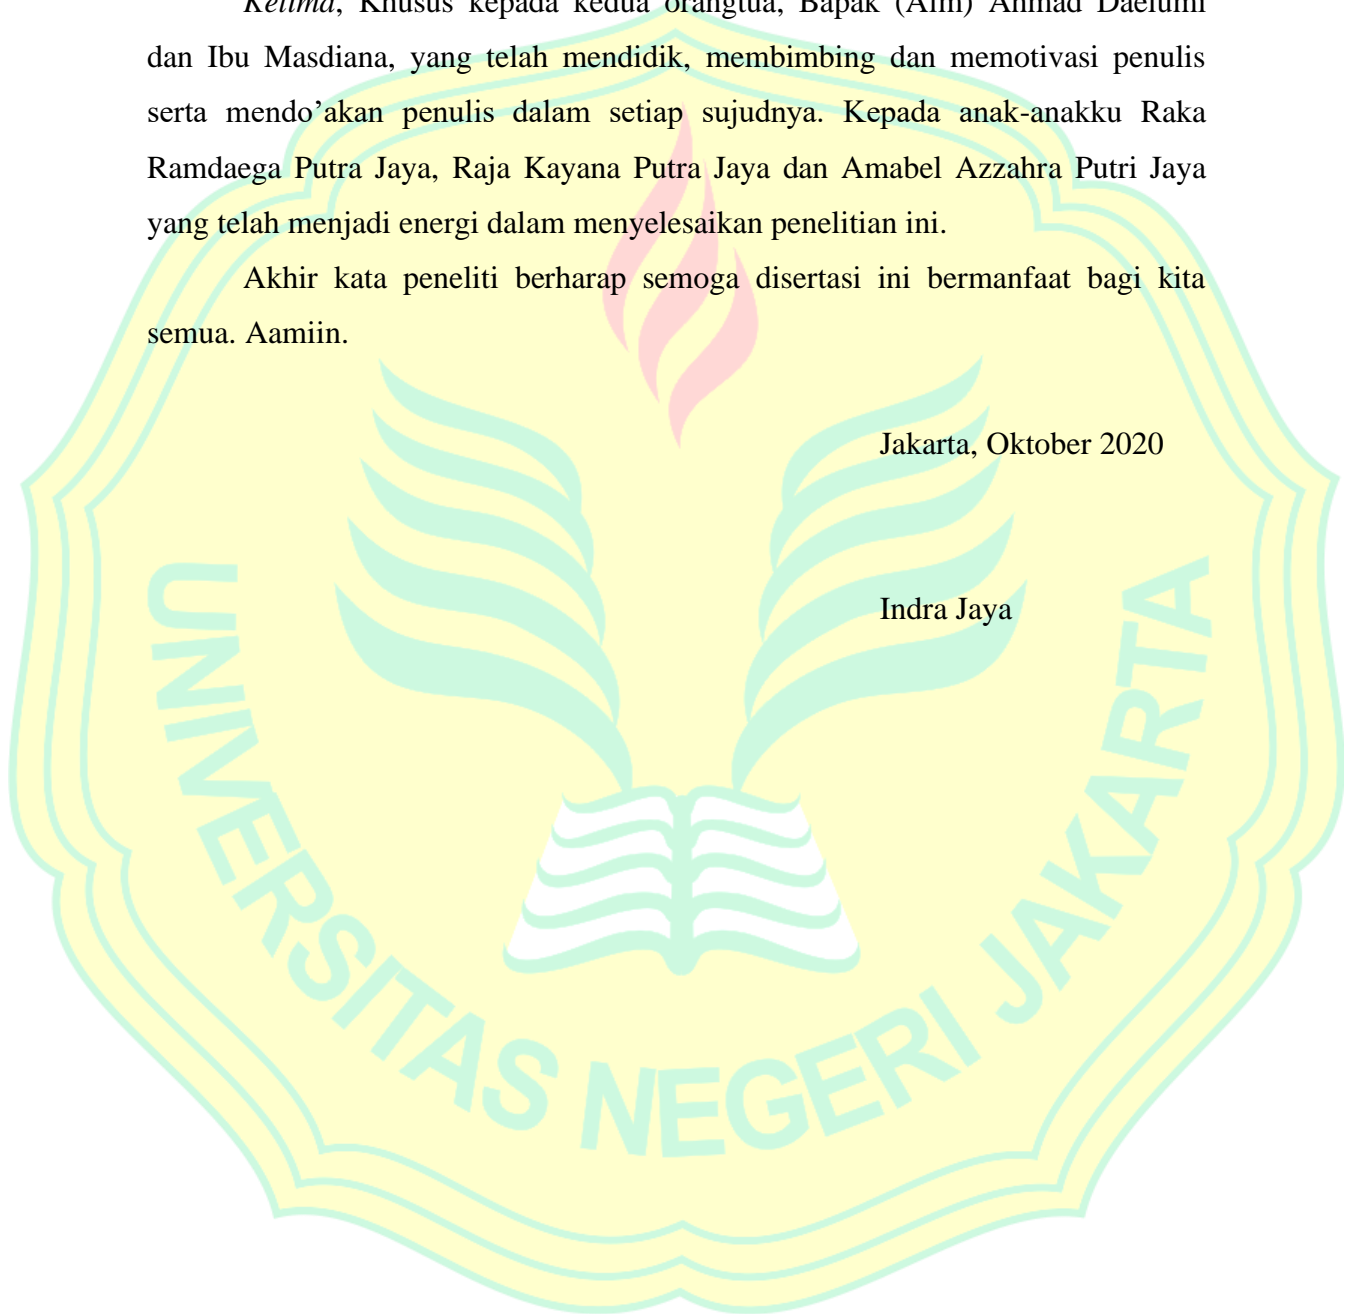 Kelima, Khusus kepada kedua orangtua, Bapak (Alm) Ahmad Daelumi
dan Ibu Masdiana, yang telah mendidik, membimbing dan memotivasi penulis
serta mendo’akan penulis dalam setiap sujudnya. Kepada anak-anakku Raka
Ramdaega Putra Jaya, Raja Kayana Putra Jaya dan Amabel Azzahra Putri Jaya
yang telah menjadi energi dalam menyelesaikan penelitian ini.
Akhir kata peneliti berharap semoga disertasi ini bermanfaat bagi kita
semua. Aamiin.
Jakarta, Oktober 2020
Indra Jaya
UNIVERSITAS NEGERI JAKARTA